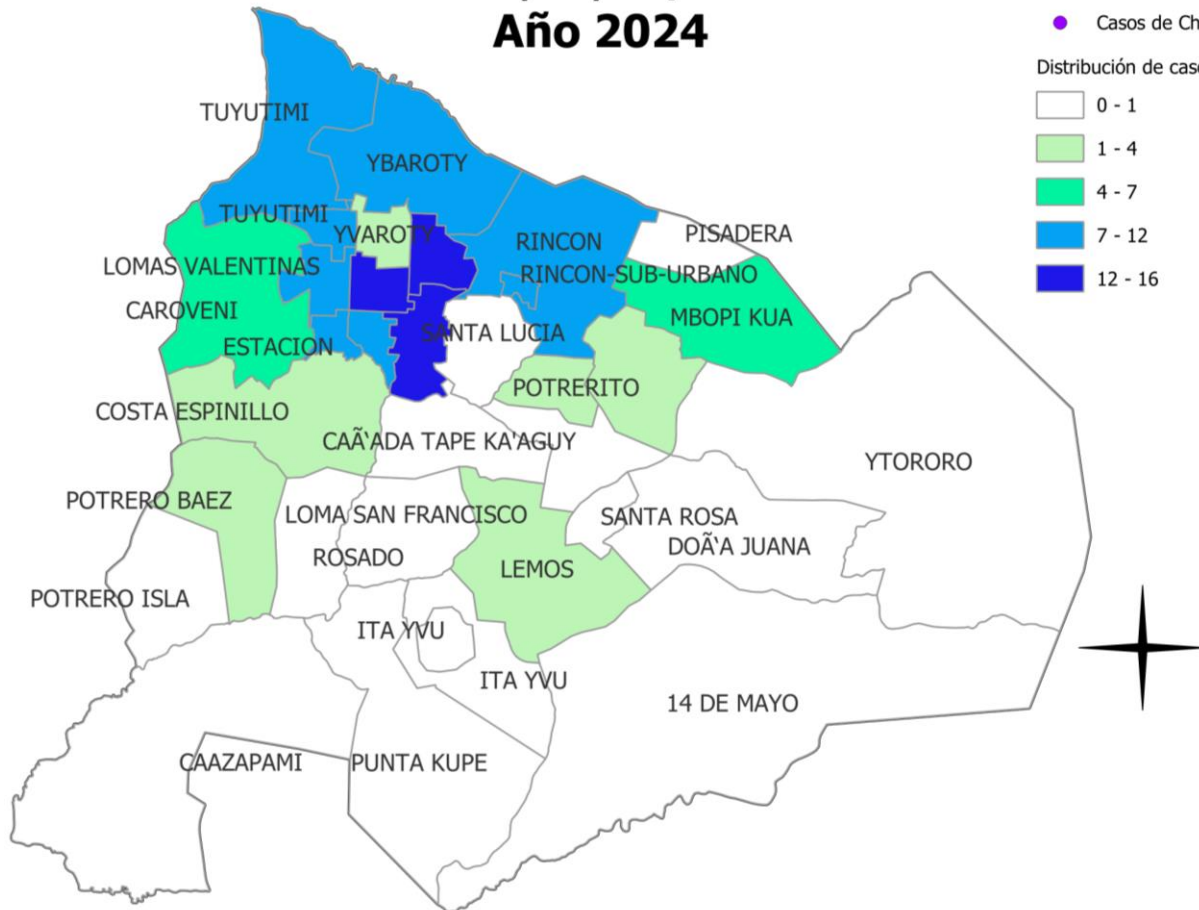 Año 2024
Casos de Ch
Distribución de caso
0 - 1
1 - 4
4 - 7
7 - 12
12 - 16
TUYUTIMI
YBAROTY
TUYUTIMI
YVAROTY
RINCON
PISADERA
LOMAS VALENTINAS
RINCON-SUB-URBANO
CAROVENI
MBOPI KUA
SANTA LUCIA
ESTACION
POTRERITO
COSTA ESPINILLO
CAÃ‘ADA TAPE KA'AGUY
YTORORO
POTRERO BAEZ
LOMA SAN FRANCISCO
SANTA ROSA
DOÃ‘A JUANA
ROSADO
LEMOS
POTRERO ISLA
ITA YVU
ITA YVU
14 DE MAYO
CAAZAPAMI
PUNTA KUPE